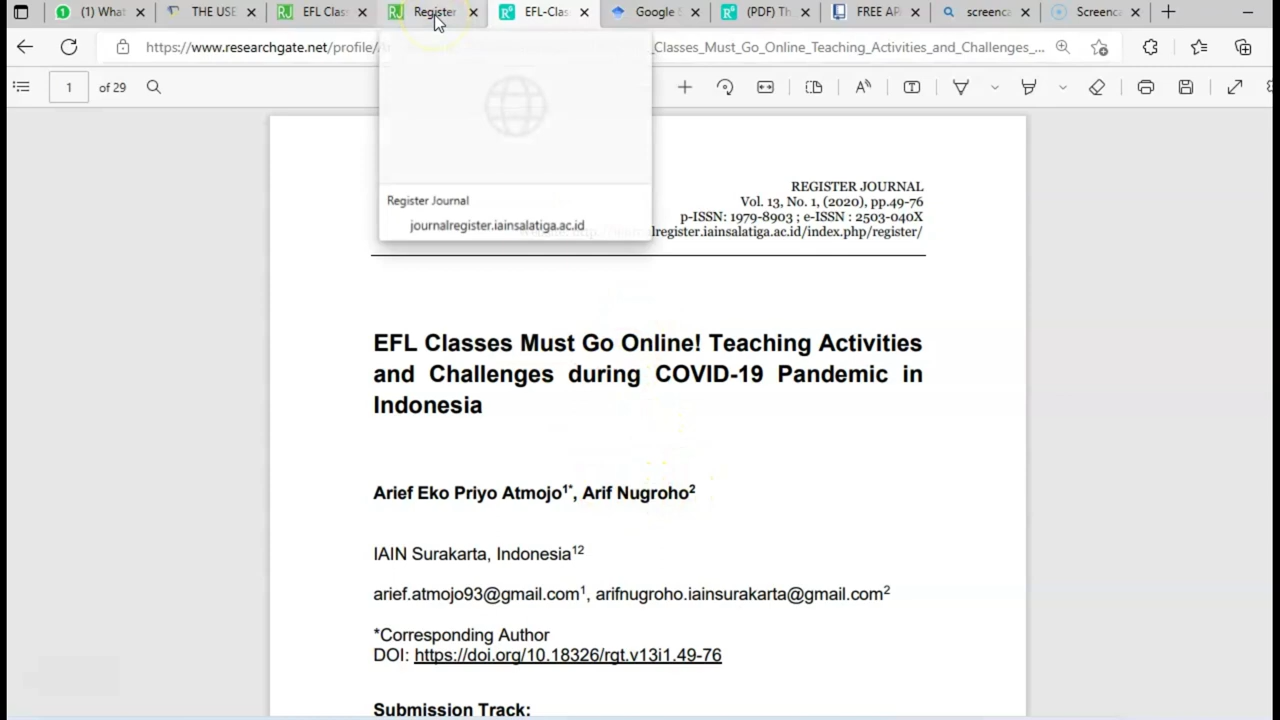 (1) What
THE USE
EFL Clas
Register
EFL-Clas
Google S
(PDF) Th
FREE AR
screenca
Screenca
https://www.researchgate.net/profile/
_Classes_Must_Go_Online_Teaching_Activities_and_Challenges_...
1 of 29
Register Journal
journalregister.iainsalatiga.ac.id
REGISTER JOURNAL
Vol. 13, No. 1, (2020), pp.49-76
p-ISSN: 1979-8903 ; e-ISSN : 2503-040X
lregister.iainsalatiga.ac.id/index.php/register/
EFL Classes Must Go Online! Teaching Activities
and Challenges during COVID-19 Pandemic in
Indonesia
Arief Eko Priyo Atmojo1*, Arif Nugroho2
IAIN Surakarta, Indonesia12
arief.atmojo93@gmail.com1, arifnugroho.iainsurakarta@gmail.com2
*Corresponding Author
DOI: https://doi.org/10.18326/rgt.v13i1.49-76
Submission Track: